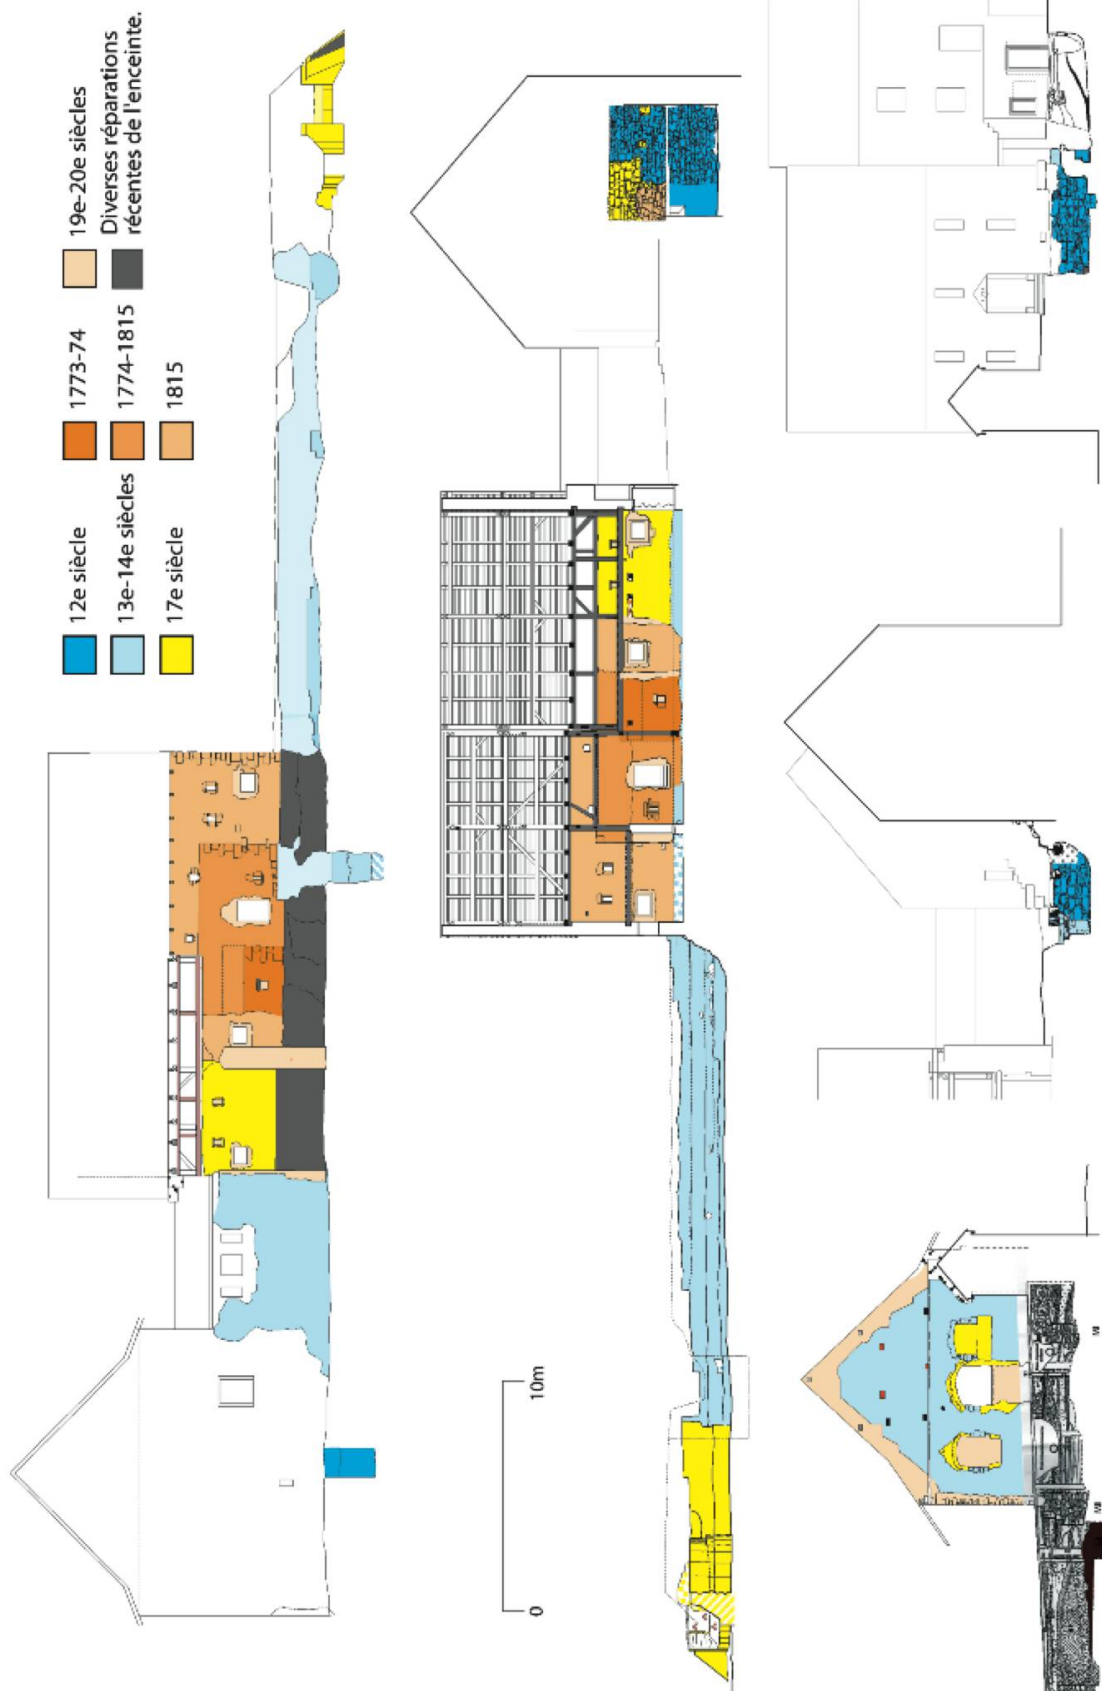 12e siècle
13e-14e siècles
17e siècle
1773-74
1774-1815
1815
19e-20e siècles
Diverses réparations
récentes de l'enceinte.
0
10m